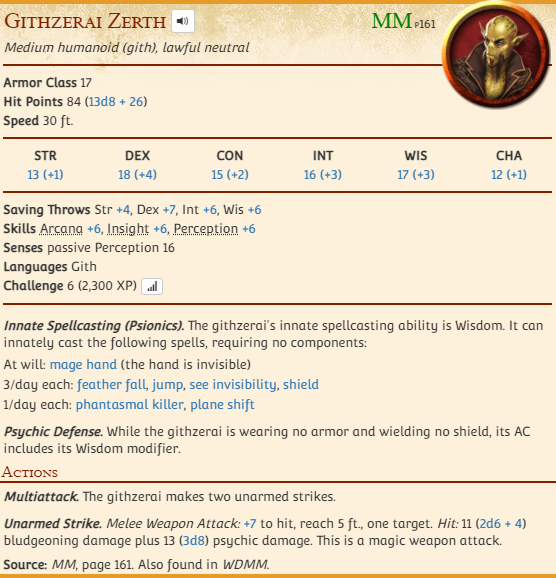 Githzerai Zerth
MM P161
Medium humanoid (gith), lawful neutral
Armor Class 17
Hit Points 84 (13d8 + 26)
Speed 30 ft.
STR DEX CON INT WIS CHA
13 (+1) 18 (+4) 15 (+2) 16 (+3) 17 (+3) 12 (+1)
Saving Throws Str +4, Dex +7, Int +6, Wis +6
Skills Arcana +6, Insight +6, Perception +6
Senses passive Perception 16
Languages Gith
Challenge 6 (2,300 XP)
Innate Spellcasting (Psionics). The githzerai's innate spellcasting ability is Wisdom. It can
innately cast the following spells, requiring no components:
At will: mage hand (the hand is invisible)
3/day each: feather fall, jump, see invisibility, shield
1/day each: phantasmal killer, plane shift
Psychic Defense. While the githzerai is wearing no armor and wielding no shield, its AC
includes its Wisdom modifier.
Actions
Multiattack. The githzerai makes two unarmed strikes.
Unarmed Strike. Melee Weapon Attack: +7 to hit, reach 5 ft., one target. Hit: 11 (2d6 + 4)
bludgeoning damage plus 13 (3d8) psychic damage. This is a magic weapon attack.
Source: MM, page 161. Also found in WDMM.